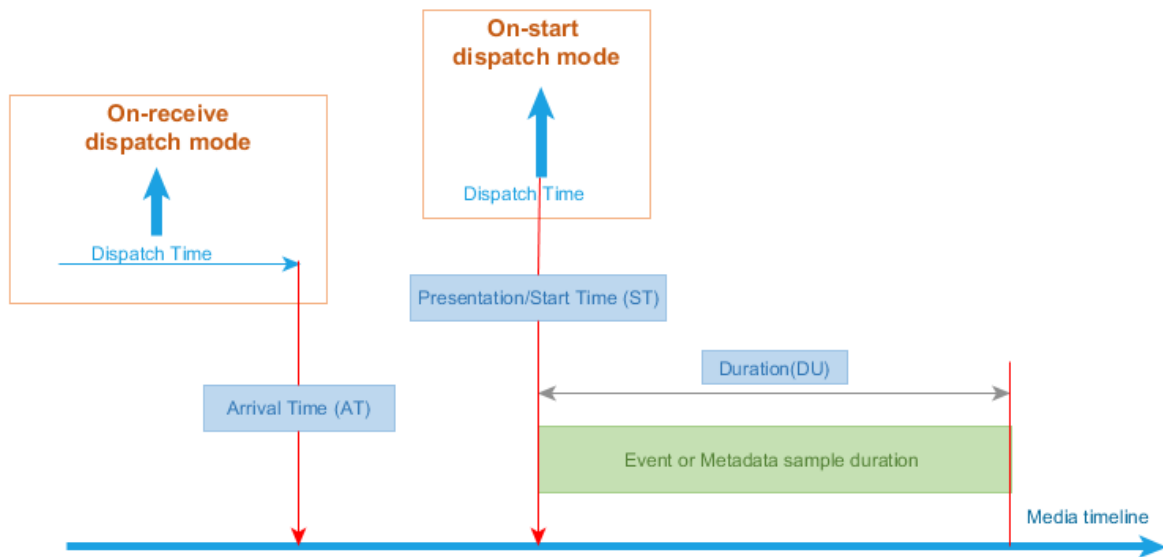 On-start
dispatch mode
On-receive
dispatch mode
Dispatch Time
Dispatch Time
Presentation/Start Time (ST)
Duration(DU)
Arrival Time (AT)
Event or Metadata sample duration
Media timeline